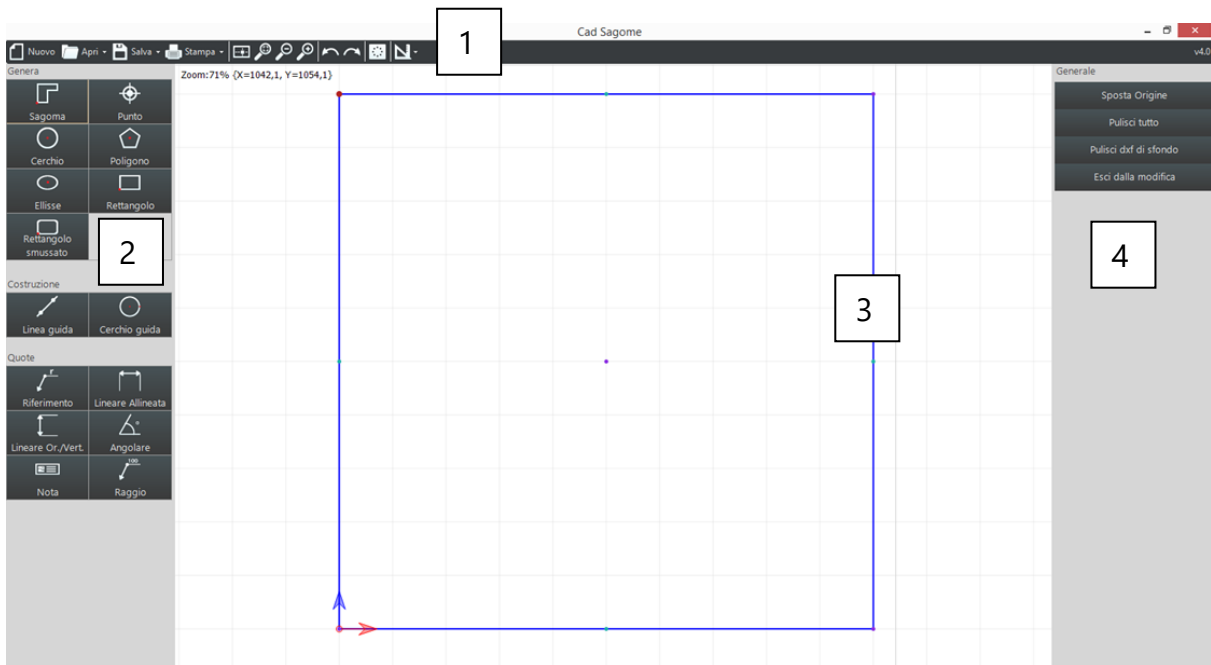 1
Cad Sagome
Nuovo Apri Salva Stampa
v4.0
Genera
Zoom:71% {X=1042,1, Y=1054,1}
Generale
Sagoma Punto
Cerchio Poligono
Ellisse Rettangolo
Rettangolo
smussato
2
Costruzione
Linea guida Cerchio guida
Quote
r
Riferimento Lineare Allineata
Lineare Or./Vert. Angolare
100
Nota Raggio
3
Sposta Origine
Pulisci tutto
Pulisci dxf di sfondo
Esci dalla modifica
4